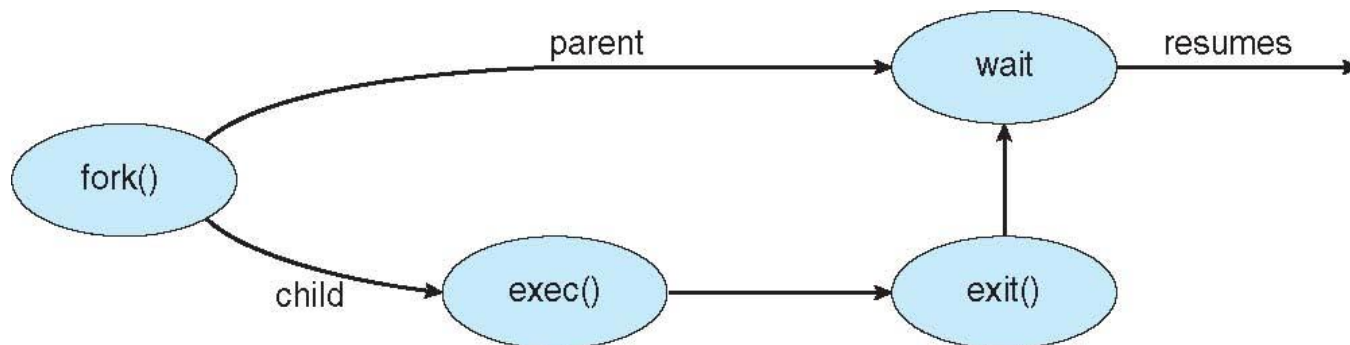 parent
wait
resumes
fork()
child
exec()
exit()